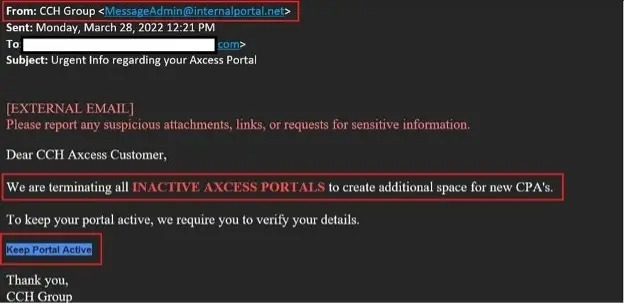 From: CCH Group <MessageAdmin@internalportal.net>
Sent: Monday, March 28, 2022 12:21 PM
To: com>
Subject: Urgent Info regarding your Axcess Portal
[EXTERNAL EMAIL]
Please report any suspicious attachments, links, or requests for sensitive information.
Dear CCH Axcess Customer,
We are terminating all INACTIVE AXCESS PORTALS to create additional space for new CPA's.
To keep your portal active, we require you to verify your details.
Keep Portal Active
Thank you,
CCH Group